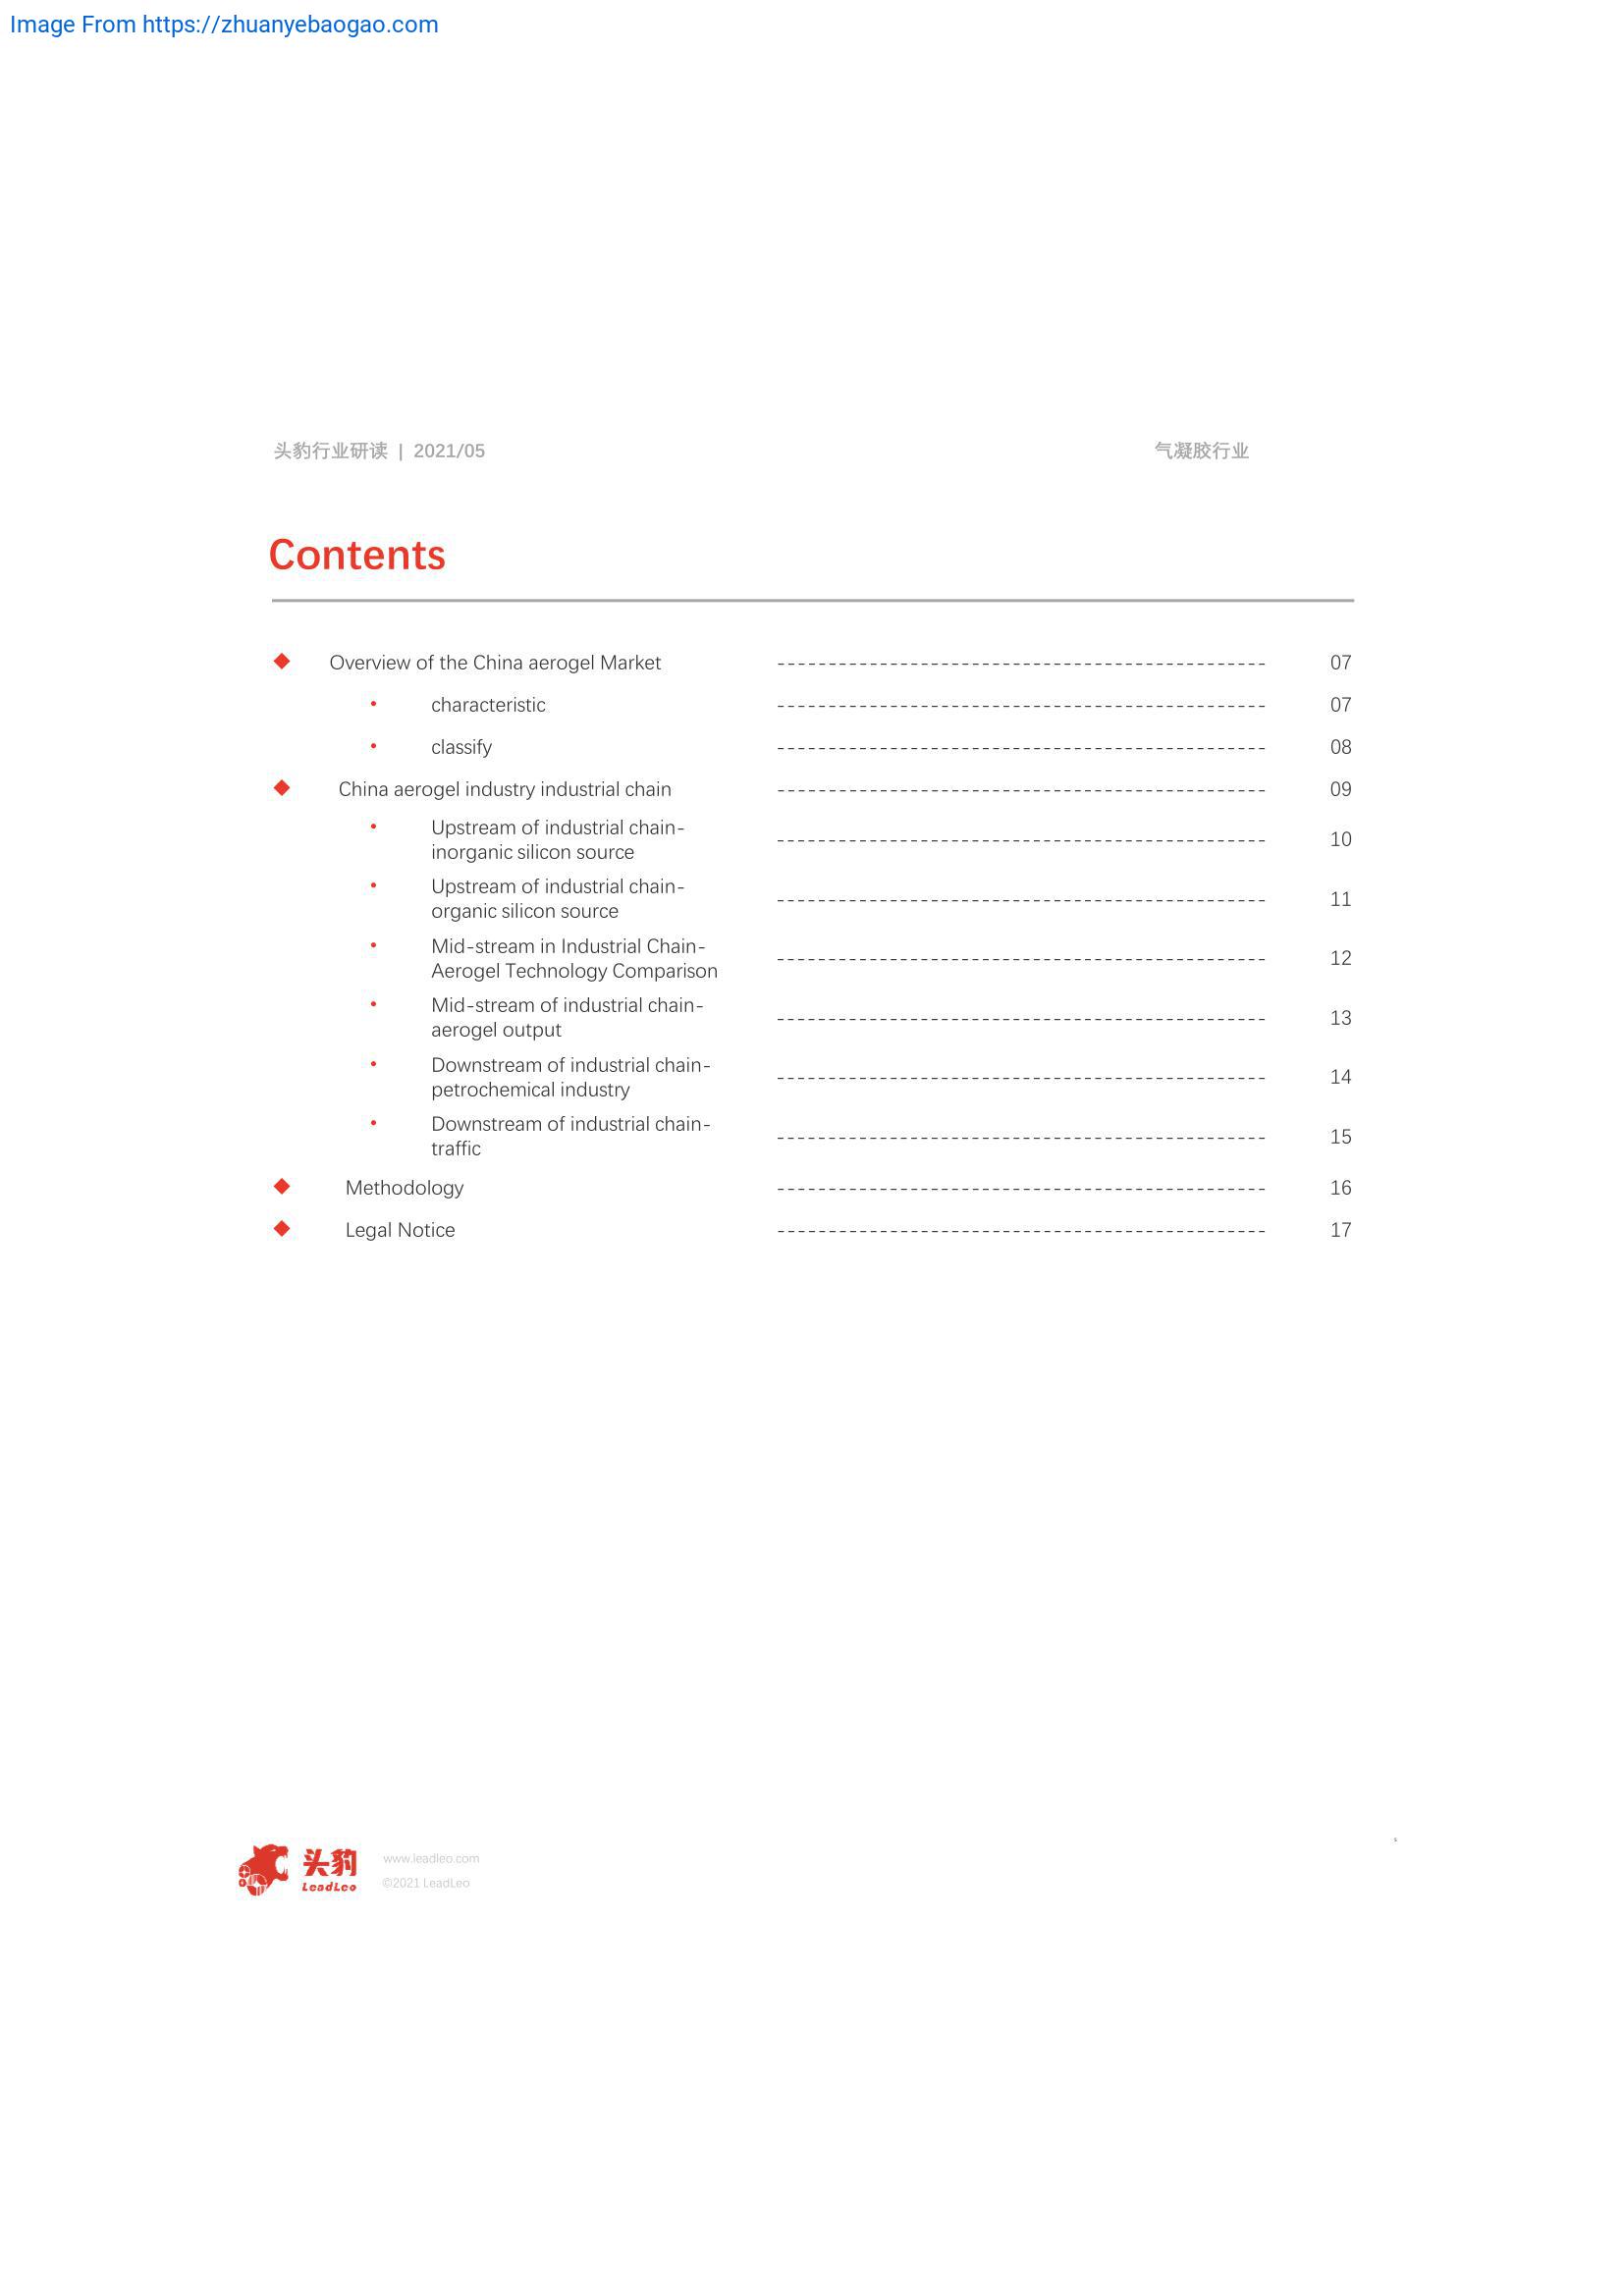 Image From https://zhuanyebaogao.com
头豹行业研读 | 2021/05
气凝胶行业
Contents
◆ Overview of the China aerogel Market ------------------------------------------------ 07
• characteristic ------------------------------------------------ 07
• classify ------------------------------------------------ 08
◆ China aerogel industry industrial chain ------------------------------------------------ 09
• Upstream of industrial chain-
inorganic silicon source ------------------------------------------------ 10
• Upstream of industrial chain-
organic silicon source ------------------------------------------------ 11
• Mid-stream in Industrial Chain-
Aerogel Technology Comparison ------------------------------------------------ 12
• Mid-stream of industrial chain-
aerogel output ------------------------------------------------ 13
• Downstream of industrial chain-
petrochemical industry ------------------------------------------------ 14
• Downstream of industrial chain-
traffic ------------------------------------------------ 15
◆ Methodology ------------------------------------------------ 16
◆ Legal Notice ------------------------------------------------ 17
头豹
LeadLeo
www.leadleo.com
©2021 LeadLeo